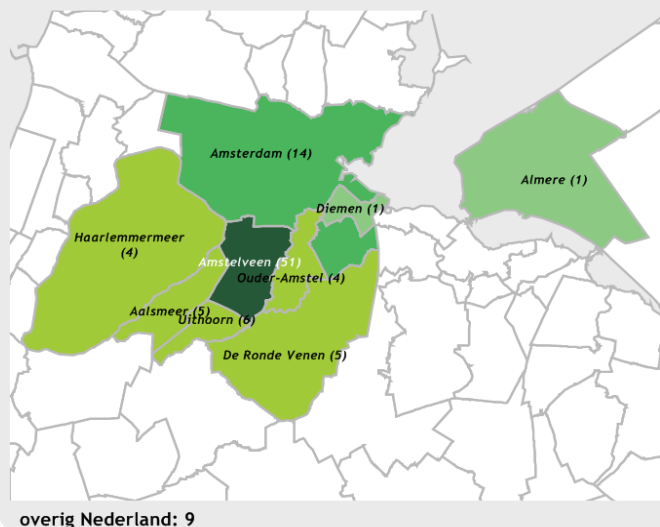 Amsterdam (14)
Almere (1)
Diemen (1)
Haarlemmermeer
(4)
Amstelveen (51)
Ouder-Amstel (4)
Aalsmeer (5)
Uithoorn (6)
De Ronde Venen (5)
overig Nederland: 9